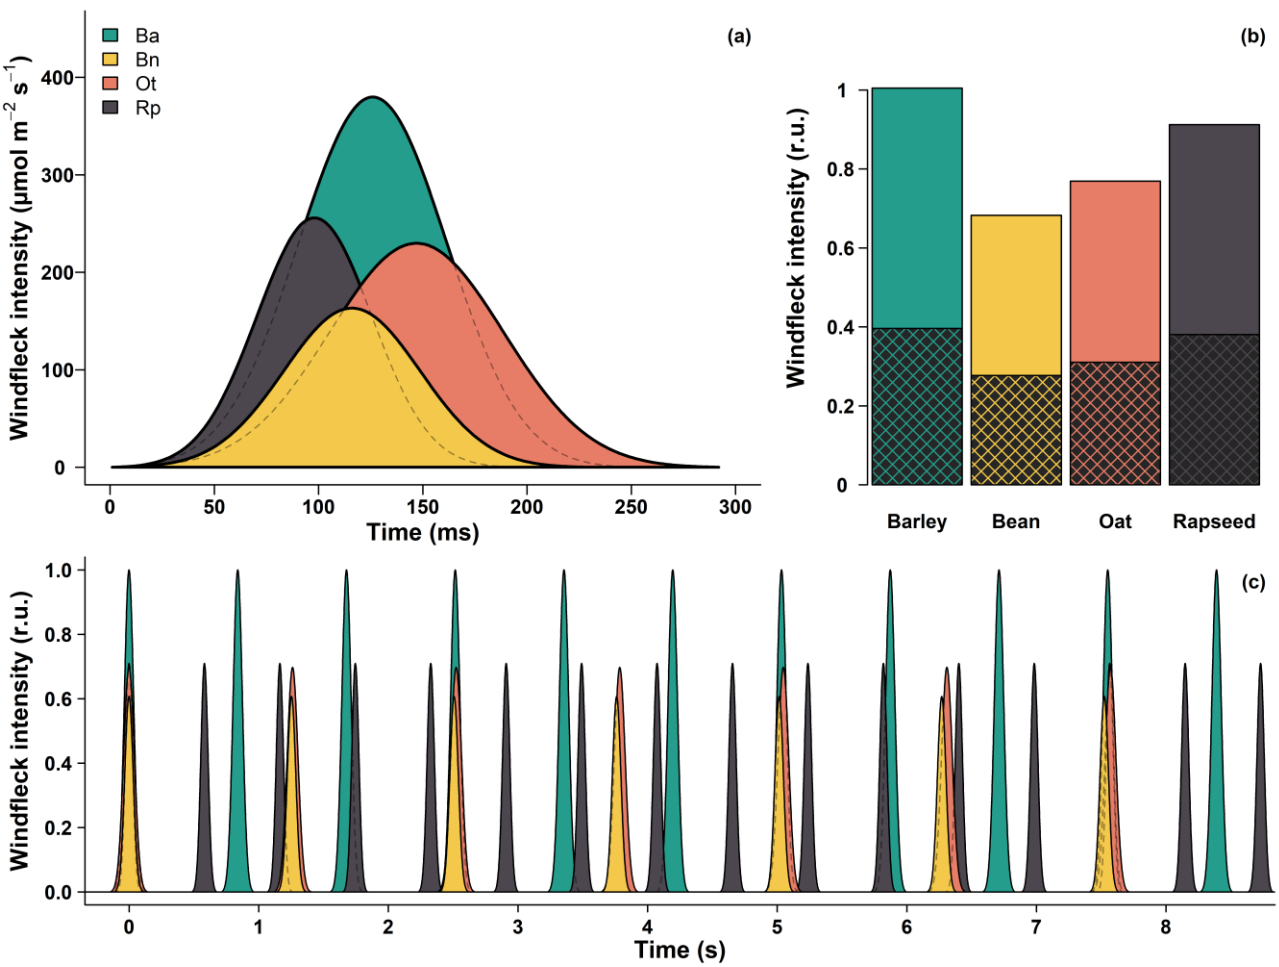 (a)
Ba
Bn
Ot
Rp
Windfleck intensity (µmol m⁻² s⁻¹)
400
300
200
100
0
0 50 100 150 200 250 300
Time (ms)
(b)
Windfleck intensity (r.u.)
1
0.8
0.6
0.4
0.2
0
Barley Bean Oat Rapseed
(c)
Windfleck intensity (r.u.)
1.0
0.8
0.6
0.4
0.2
0.0
0 1 2 3 4 5 6 7 8
Time (s)